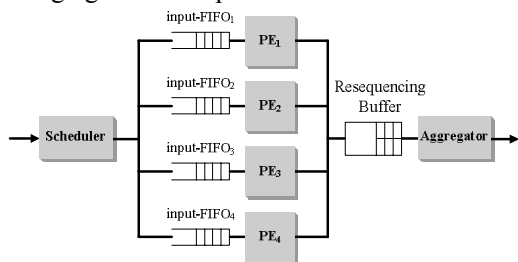 input-FIFO1
PE1
input-FIFO2
PE2
Resequencing
Buffer
Scheduler
Aggregator
input-FIFO3
PE3
input-FIFO4
PE4